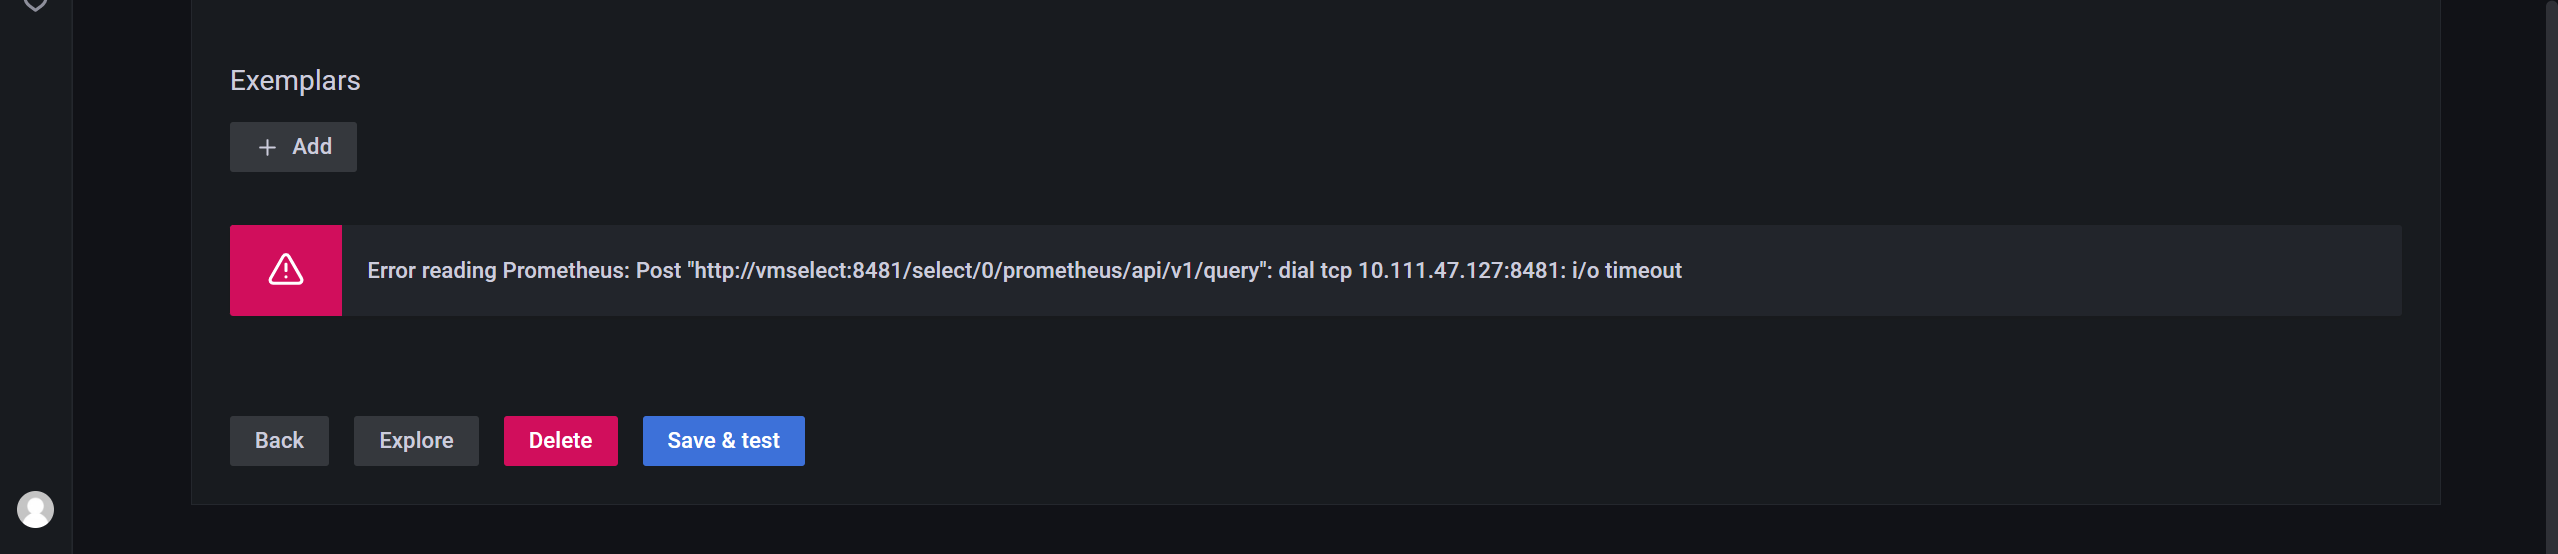 Exemplars
+ Add
Error reading Prometheus: Post "http://vmselect:8481/select/0/prometheus/api/v1/query": dial tcp 10.111.47.127:8481: i/o timeout
Back Explore Delete Save & test